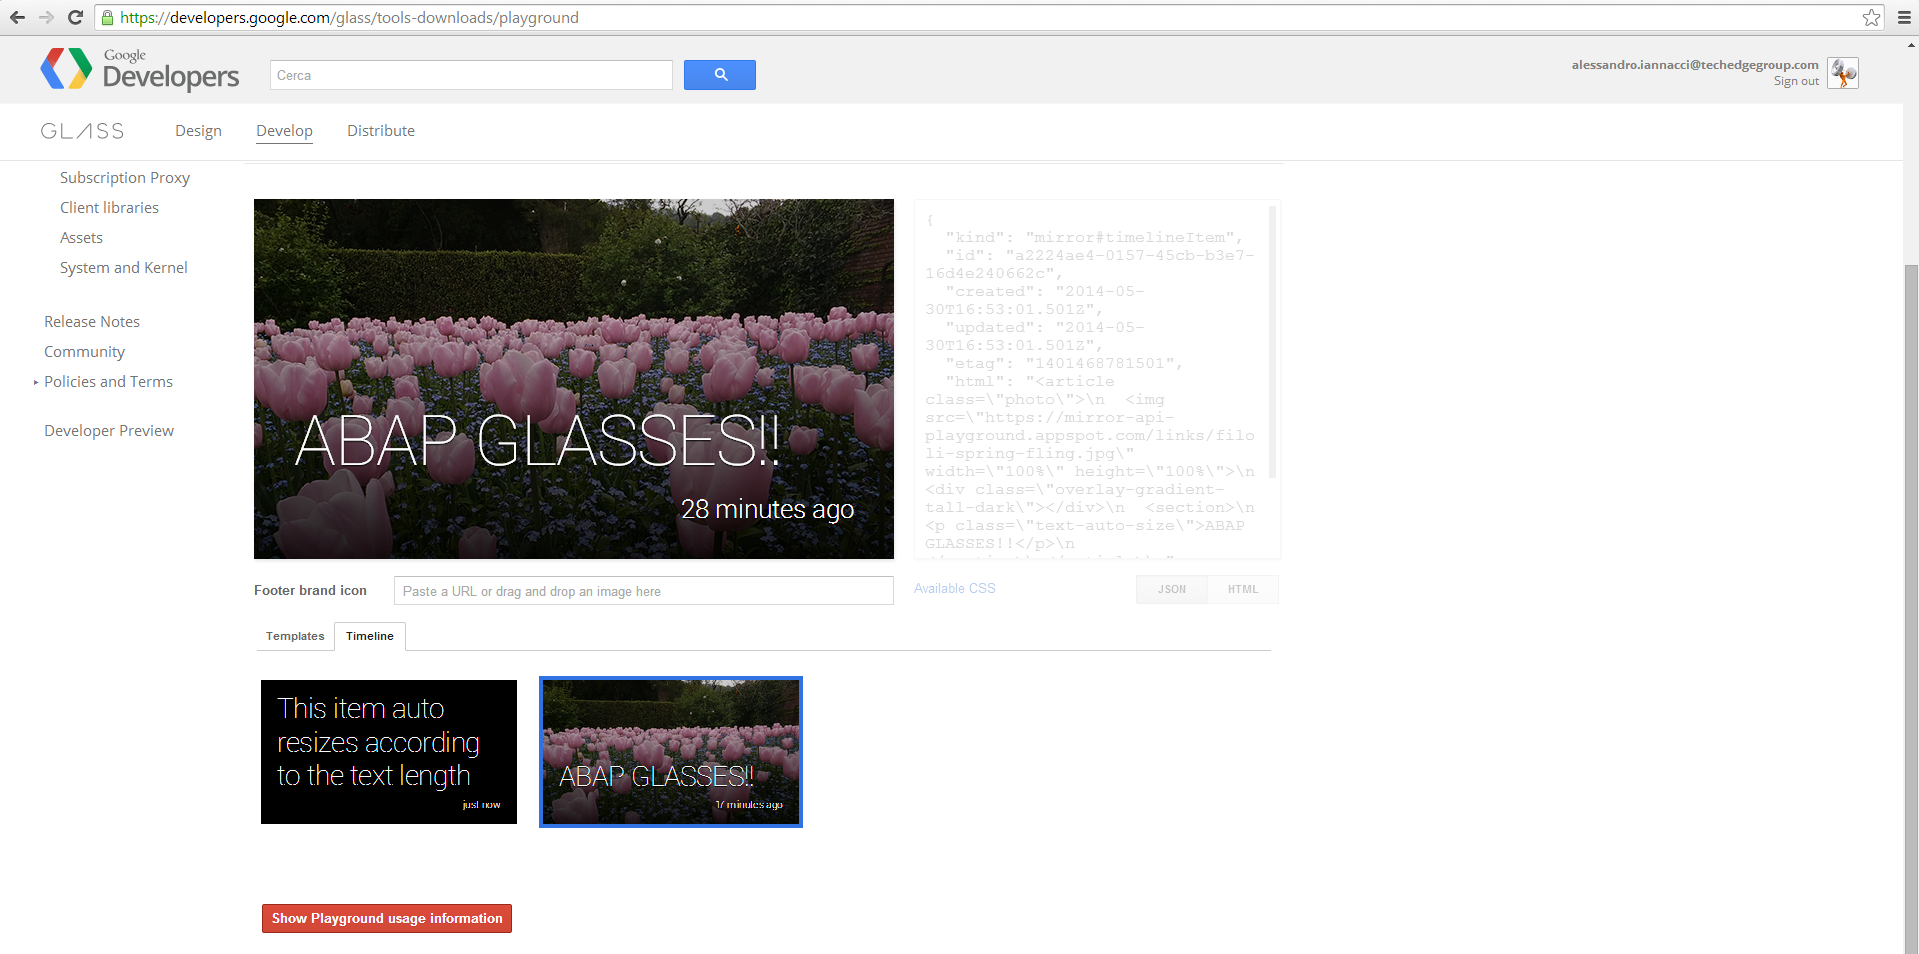 https://developers.google.com/glass/tools-downloads/playground
Google
Developers
Cerca
alessandro.iannacci@techedgegroup.com
Sign out
GLASS
Design
Develop
Distribute
Subscription Proxy
Client libraries
Assets
System and Kernel
Release Notes
Community
Policies and Terms
Developer Preview
ABAP GLASSES!!
28 minutes ago
{
"kind": "mirror#timelineItem",
"id": "a2224ae4-0157-45cb-b3e7-
16d4e240662c",
"created": "2014-05-
30T16:53:01.501Z",
"updated": "2014-05-
30T16:53:01.501Z",
"etag": "1401468781501",
"html": "<article
class=\"photo\">\n  <img
src=\"https://mirror-api-
playground.appspot.com/links/filo
li-spring-fling.jpg\"
width=\"100%\" height=\"100%\">\n
<div class=\"overlay-gradient-
tall-dark\"></div>\n  <section>\n
<p class=\"text-auto-size\">ABAP
GLASSES!!</p>\n
Footer brand icon
Paste a URL or drag and drop an image here
Available CSS
JSON
HTML
Templates
Timeline
This item auto
resizes according
to the text length
just now
ABAP GLASSES!!
17 minutes ago
Show Playground usage information